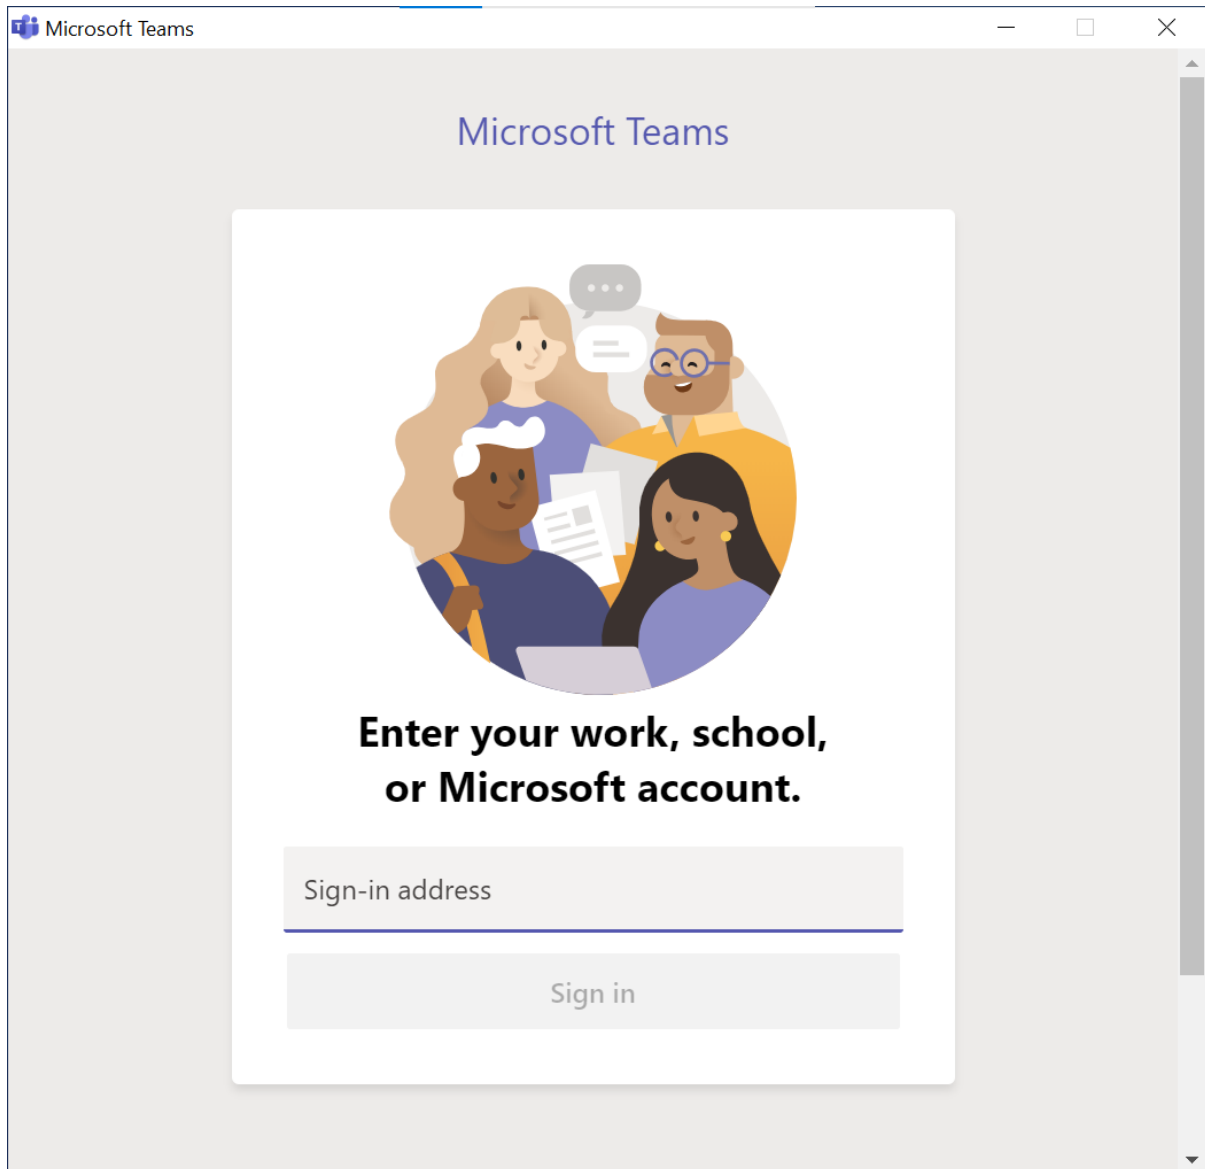 Microsoft Teams
Microsoft Teams
Enter your work, school,
or Microsoft account.
Sign-in address
Sign in